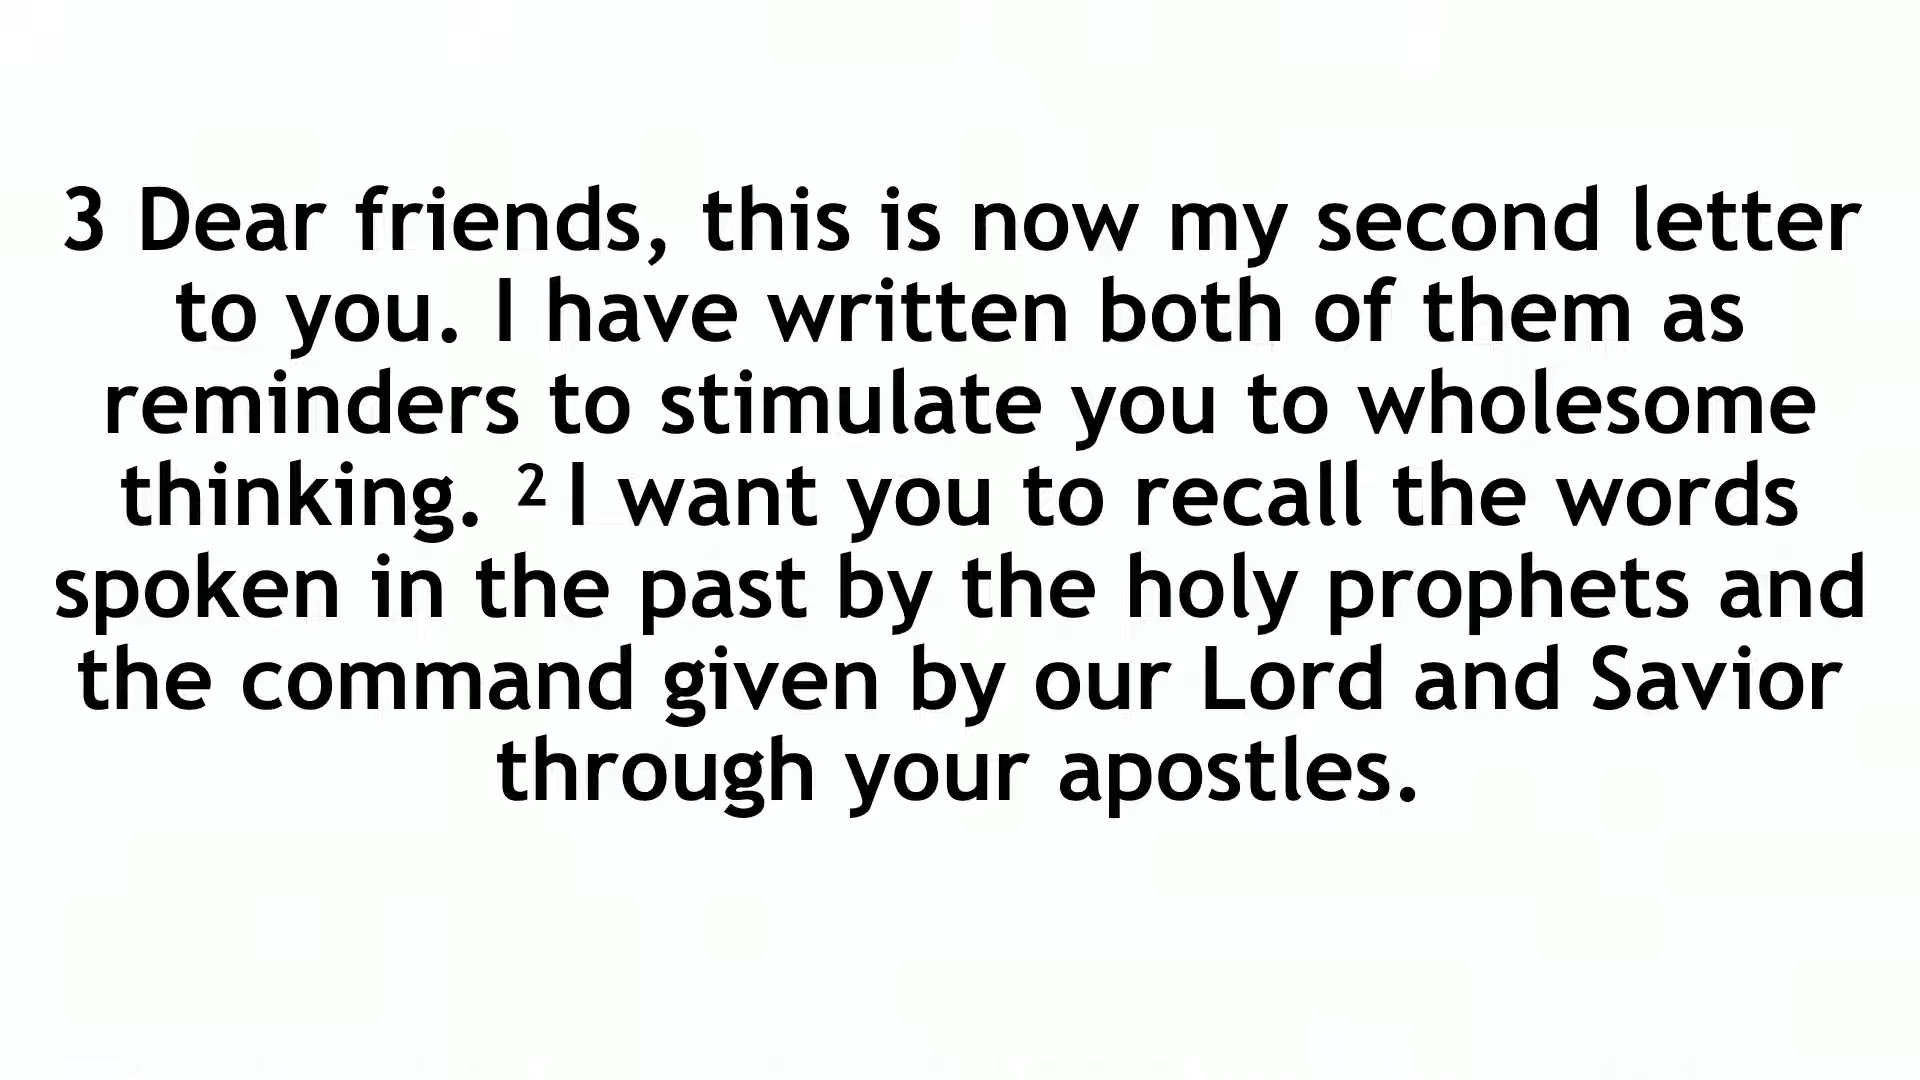 3 Dear friends, this is now my second letter
to you. I have written both of them as
reminders to stimulate you to wholesome
thinking. ² I want you to recall the words
spoken in the past by the holy prophets and
the command given by our Lord and Savior
through your apostles.